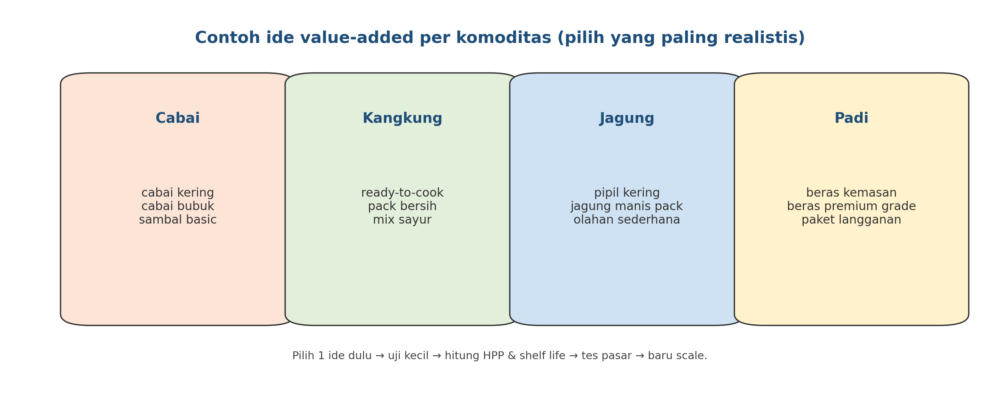 Contoh ide value-added per komoditas (pilih yang paling realistis)
Cabai
cabai kering
cabai bubuk
sambal basic
Kangkung
ready-to-cook
pack bersih
mix sayur
Jagung
pipil kering
jagung manis pack
olahan sederhana
Padi
beras kemasan
beras premium grade
paket langganan
Pilih 1 ide dulu → uji kecil → hitung HPP & shelf life → tes pasar → baru scale.